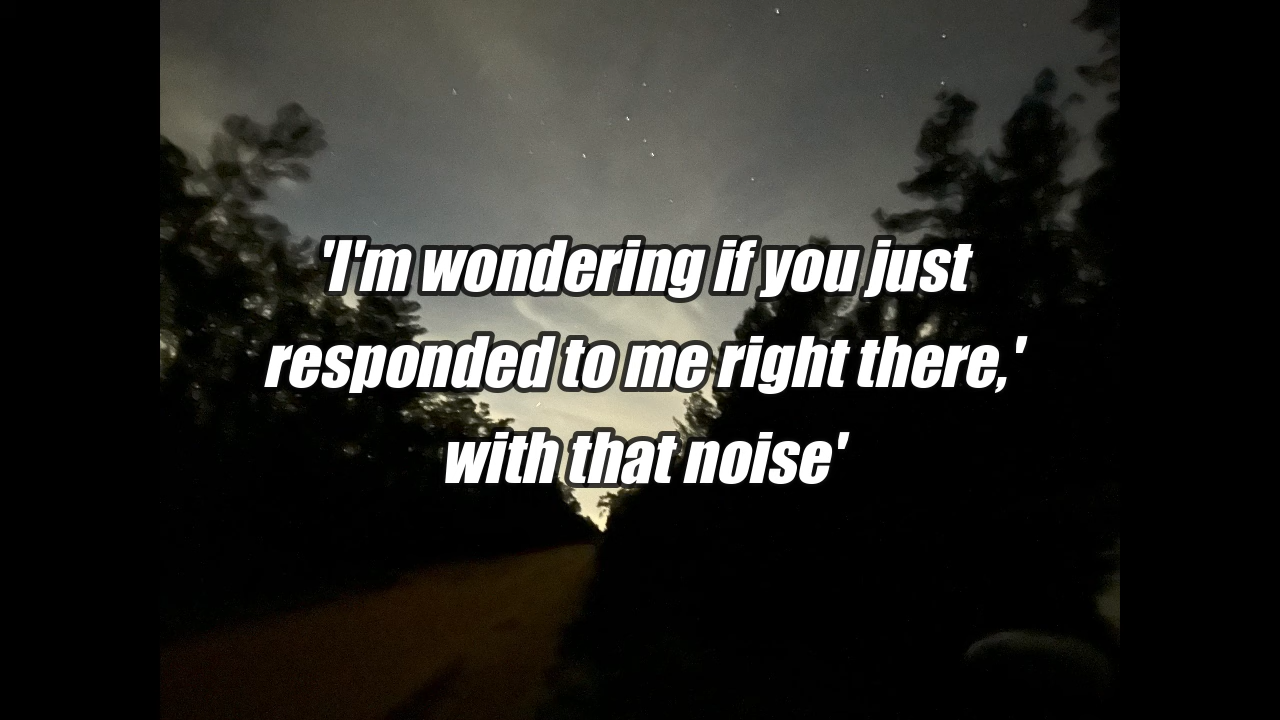 'I'm wondering if you just
responded to me right there,'
with that noise'